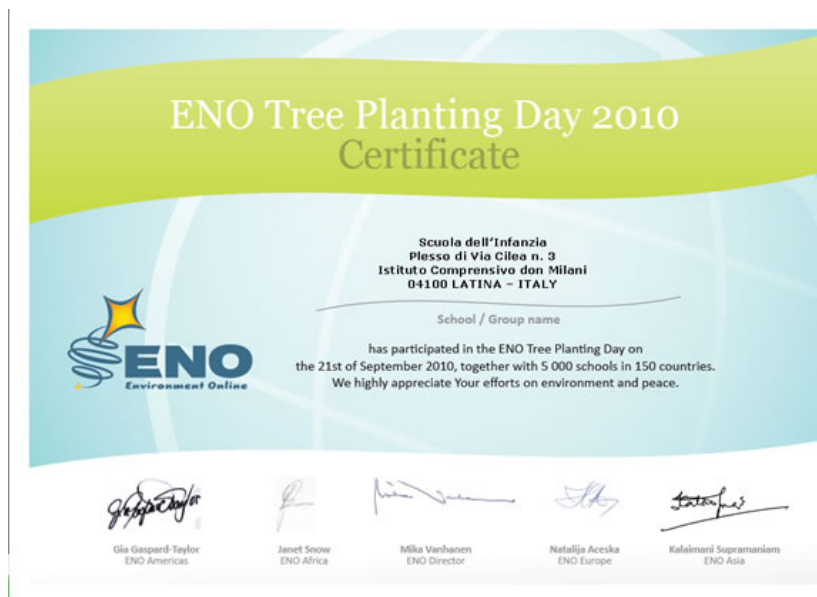 ENO Tree Planting Day 2010
Certificate
Scuola dell'Infanzia
Plesso di Via Cilea n. 3
Istituto Comprensivo don Milani
04100 LATINA – ITALY
School / Group name
ENO
Environment Online
has participated in the ENO Tree Planting Day on
the 21st of September 2010, together with 5 000 schools in 150 countries.
We highly appreciate Your efforts on environment and peace.
Gia Gaspard-Taylor
ENO Americas
Janet Snow
ENO Africa
Mika Vanhanen
ENO Director
Natalija Aceska
ENO Europe
Kalaimani Supramaniam
ENO Asia